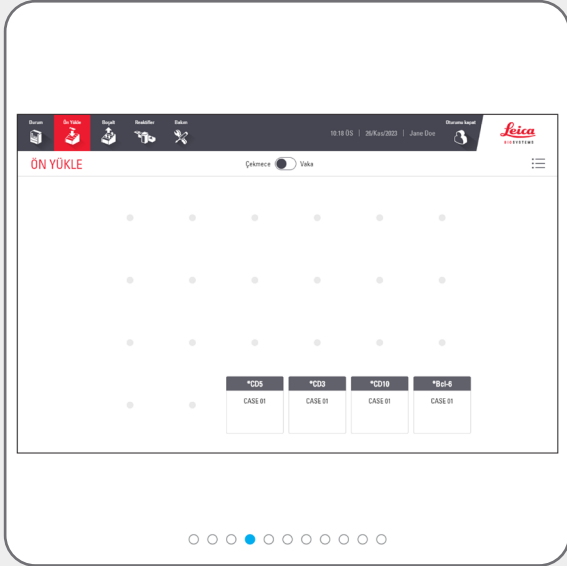 Durum
Ön Yükle
Boşalt
Reaktifler
Bakım
10:10 ÖS | 26/Kas/2023 | Jane Doe
Oturumu kapat
Leica
BIOSYSTEMS
ÖN YÜKLE
Çekmece
Vaka
*CD5
*CD3
*CD10
*Bcl-6
CASE 01
CASE 01
CASE 01
CASE 01